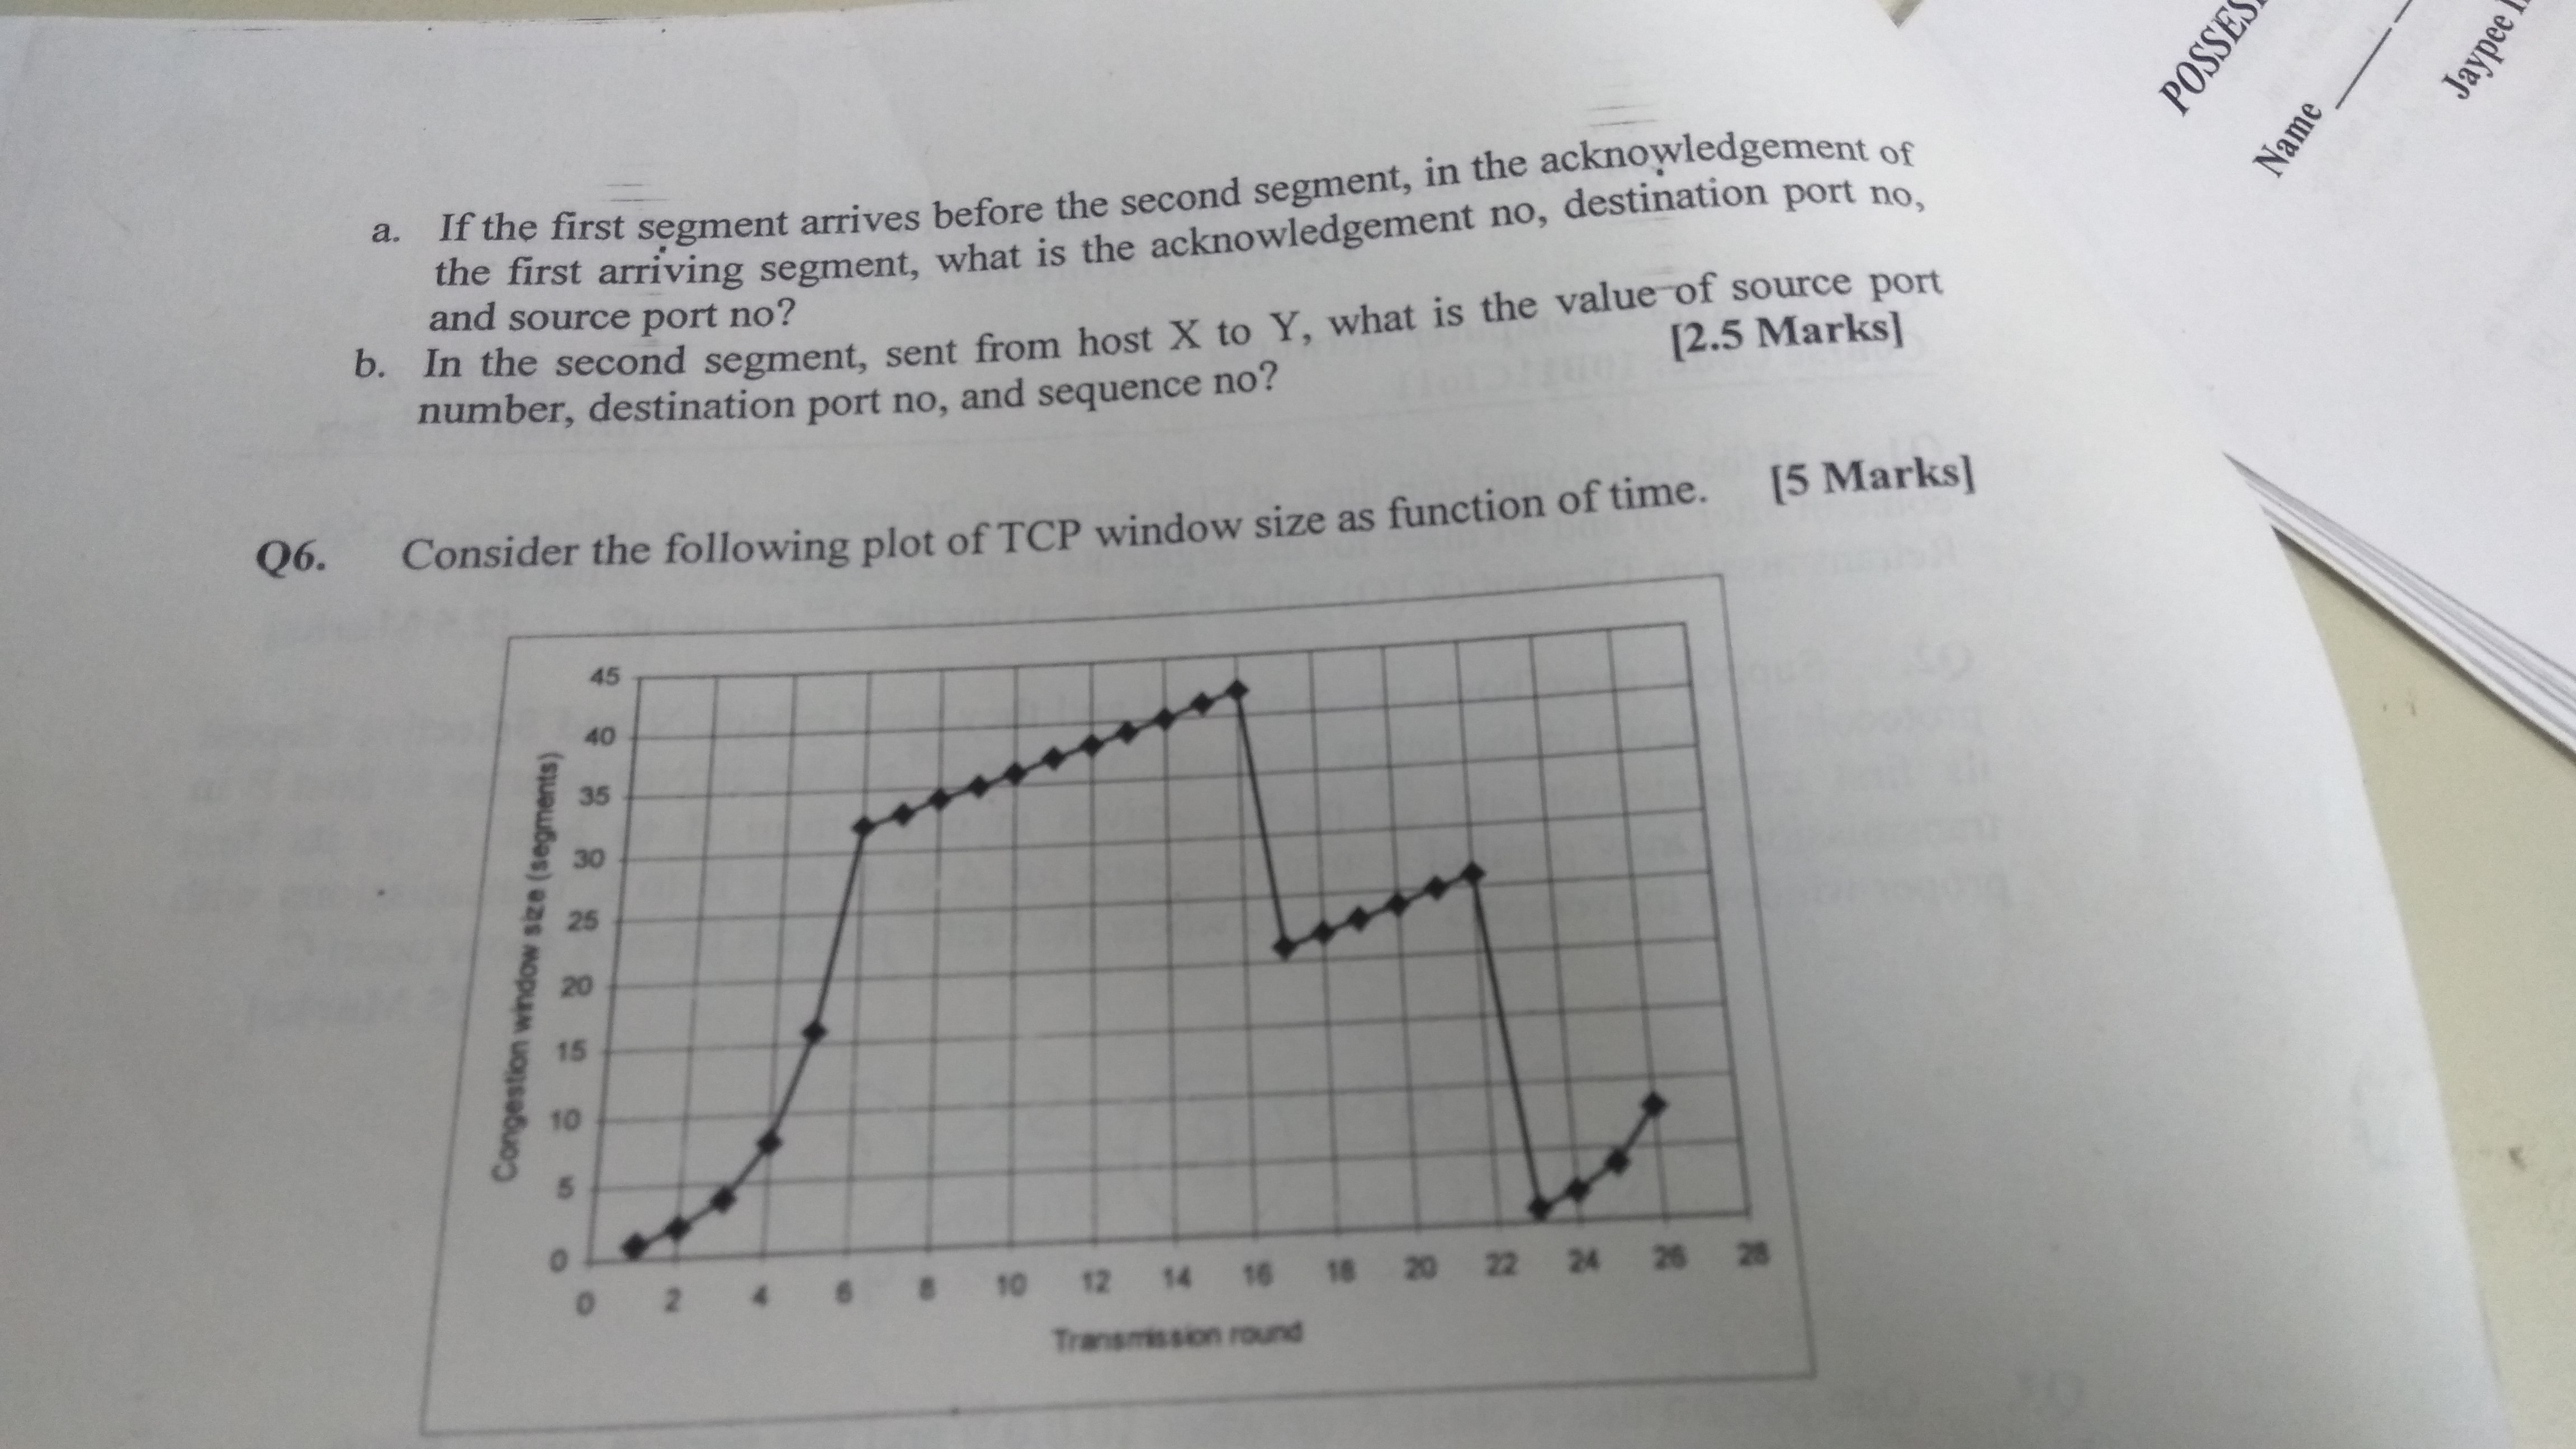 POSSES
Name
Jaypee
a. If the first segment arrives before the second segment, in the acknowledgement of
the first arriving segment, what is the acknowledgement no, destination port no,
and source port no?
b. In the second segment, sent from host X to Y, what is the value of source port
number, destination port no, and sequence no?
[2.5 Marks]
Q6. Consider the following plot of TCP window size as function of time. [5 Marks]
45
40
35
30
25
20
15
10
5
0
Congestion window size (segments)
0 2 4 6 8 10 12 14 16 18 20 22 24 26 28
Transmission round